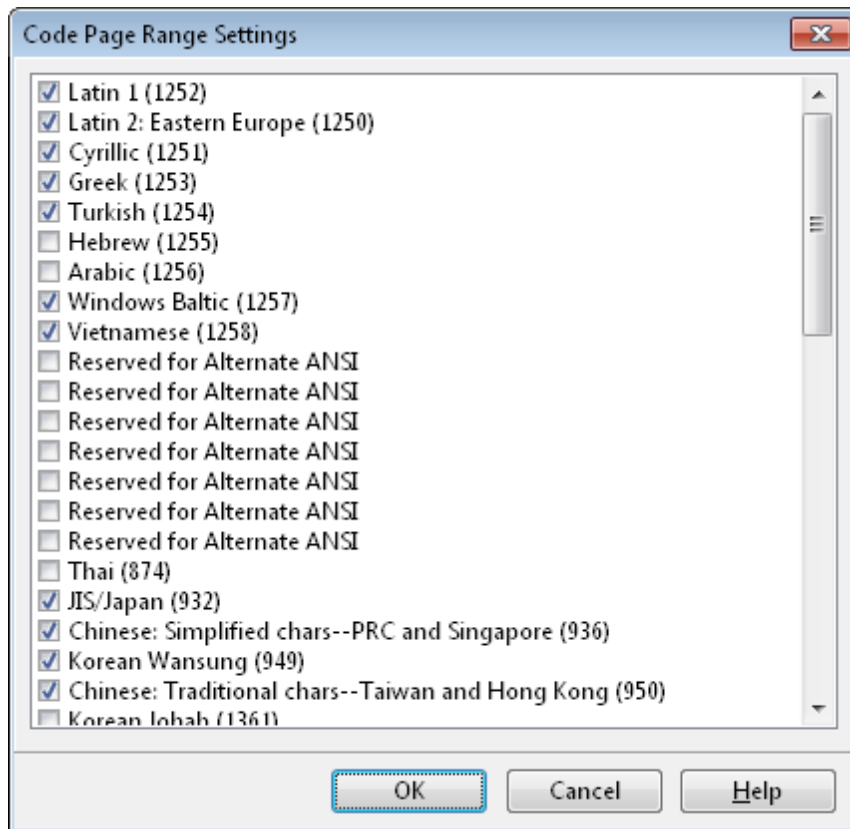 Code Page Range Settings
Latin 1 (1252)
Latin 2: Eastern Europe (1250)
Cyrillic (1251)
Greek (1253)
Turkish (1254)
Hebrew (1255)
Arabic (1256)
Windows Baltic (1257)
Vietnamese (1258)
Reserved for Alternate ANSI
Reserved for Alternate ANSI
Reserved for Alternate ANSI
Reserved for Alternate ANSI
Reserved for Alternate ANSI
Reserved for Alternate ANSI
Reserved for Alternate ANSI
Thai (874)
JIS/Japan (932)
Chinese: Simplified chars--PRC and Singapore (936)
Korean Wansung (949)
Chinese: Traditional chars--Taiwan and Hong Kong (950)
Korean Johab (1361)
OK
Cancel
Help